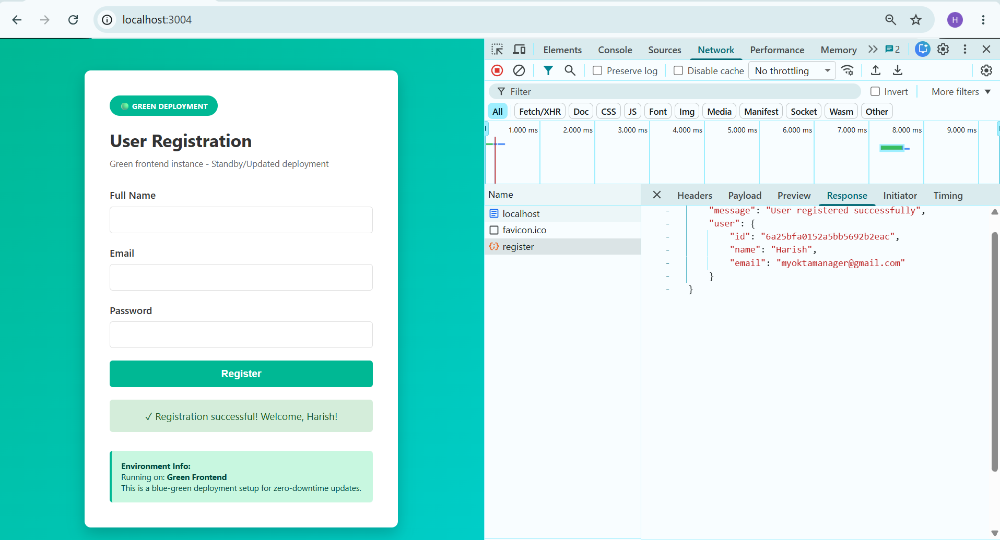 localhost:3004
H
GREEN DEPLOYMENT
User Registration
Green frontend instance - Standby/Updated deployment
Full Name
Email
Password
Register
✓ Registration successful! Welcome, Harish!
Environment Info:
Running on: Green Frontend
This is a blue-green deployment setup for zero-downtime updates.
Elements Console Sources Network Performance Memory 2
Preserve log Disable cache No throttling
Filter Invert More filters
All Fetch/XHR Doc CSS JS Font Img Media Manifest Socket Wasm Other
1,000 ms 2,000 ms 3,000 ms 4,000 ms 5,000 ms 6,000 ms 7,000 ms 8,000 ms 9,000 ms
Name
localhost
favicon.ico
register
Headers Payload Preview Response Initiator Timing
- "message": "User registered successfully",
- "user": {
- "id": "6a25bfa0152a5bb5692b2eac",
- "name": "Harish",
- "email": "myoktamanager@gmail.com"
- }
- }